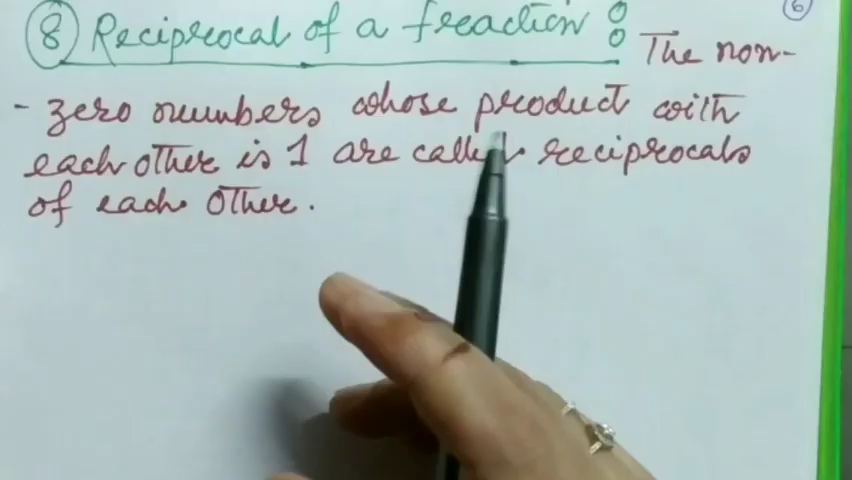 ⑧ Reciprocal of a fraction :
The non-
- zero numbers whose product with
each other is 1 are called reciprocals
of each other.
⑥